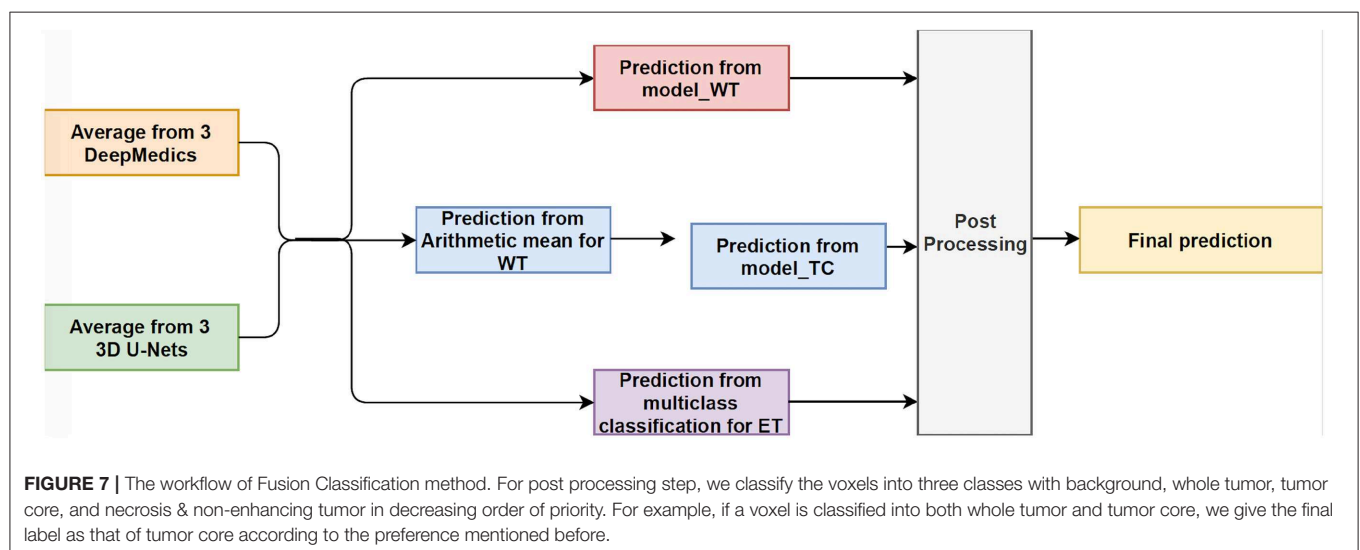 Average from 3
DeepMedics
Average from 3
3D U-Nets
Prediction from
model_WT
Prediction from
Arithmetic mean for
WT
Prediction from
model_TC
Prediction from
multiclass
classification for ET
Post
Processing
Final prediction
FIGURE 7 | The workflow of Fusion Classification method. For post processing step, we classify the voxels into three classes with background, whole tumor, tumor
core, and necrosis & non-enhancing tumor in decreasing order of priority. For example, if a voxel is classified into both whole tumor and tumor core, we give the final
label as that of tumor core according to the preference mentioned before.